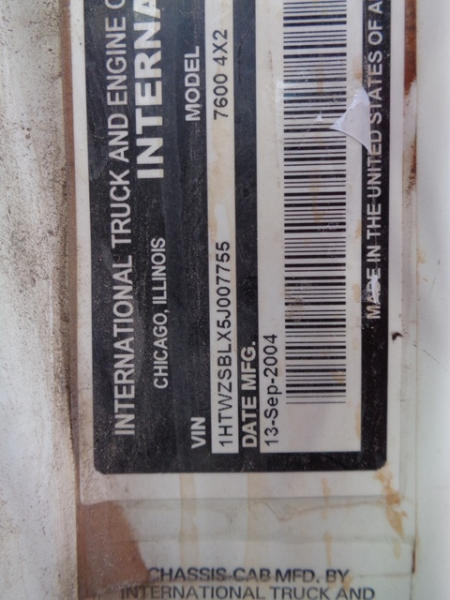 INTERNATIONAL TRUCK AND ENGINE
INTERNA
CHICAGO, ILLINOIS
VIN MODEL
1HTWZSBLX5J007755 7600 4X2
DATE MFG.
13-Sep-2004
MADE IN THE UNITED STATES OF A
CHASSIS-CAB MFD. BY
INTERNATIONAL TRUCK AND